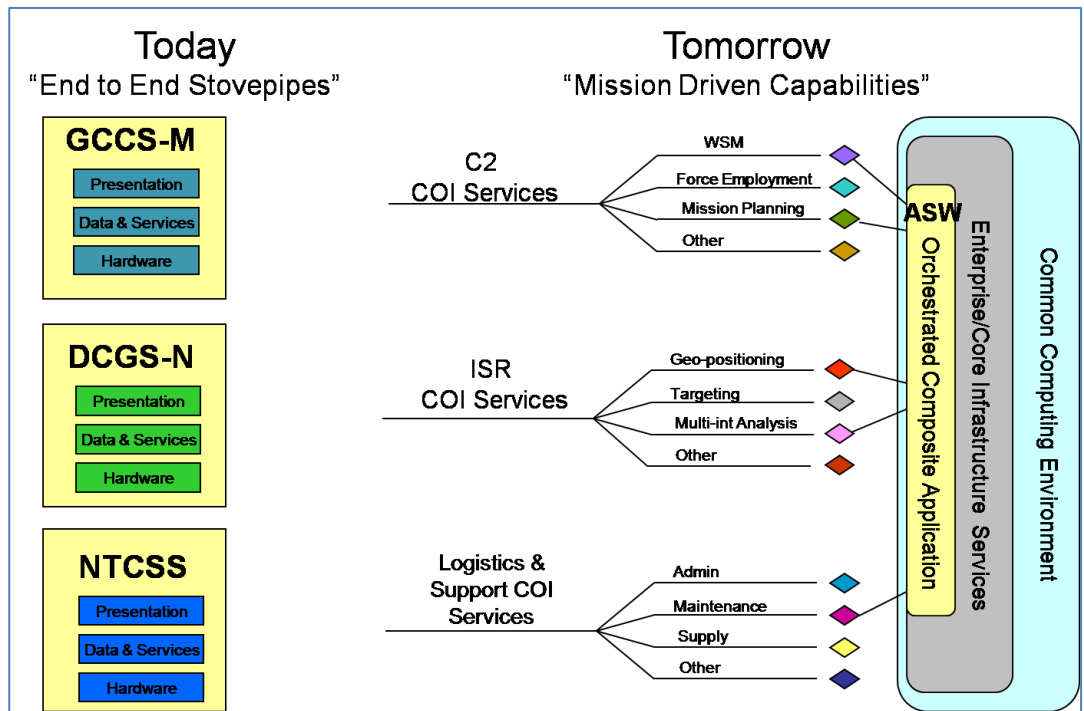 Today
“End to End Stovepipes”
GCCS-M
Presentation
Data & Services
Hardware
DCGS-N
Presentation
Data & Services
Hardware
NTCSS
Presentation
Data & Services
Hardware
Tomorrow
“Mission Driven Capabilities”
C2
COI Services
WSM
Force Employment
Mission Planning
Other
ISR
COI Services
Geo-positioning
Targeting
Multi-int Analysis
Other
Logistics &
Support COI
Services
Admin
Maintenance
Supply
Other
ASW
Orchestrated Composite Application
Enterprise/Core Infrastructure Services
Common Computing Environment